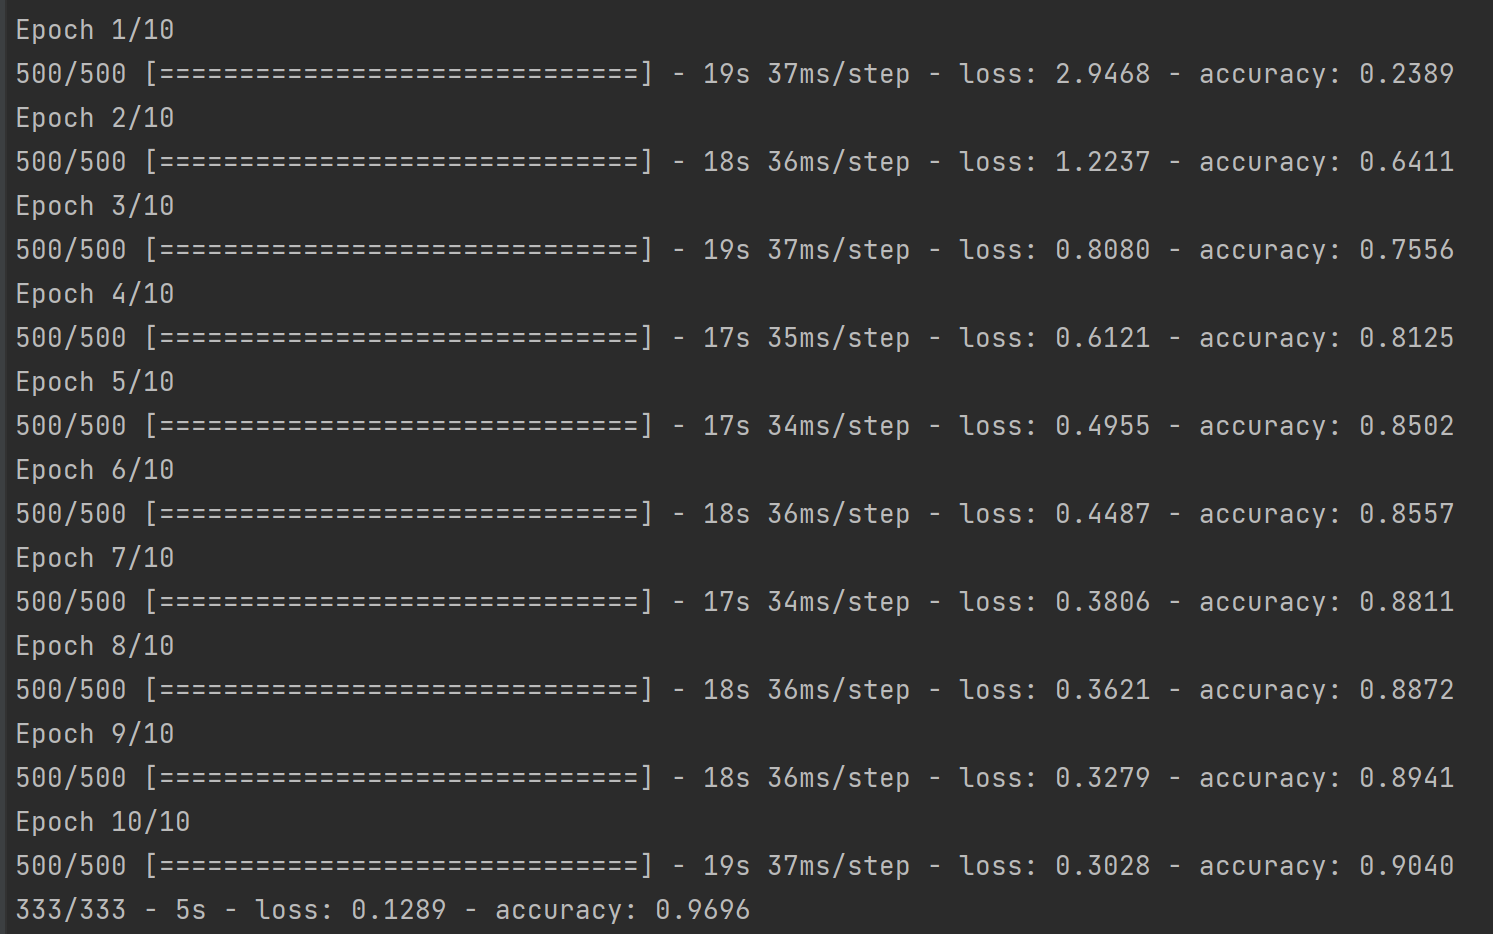 Epoch 1/10
500/500 [==============================] - 19s 37ms/step - loss: 2.9468 - accuracy: 0.2389
Epoch 2/10
500/500 [==============================] - 18s 36ms/step - loss: 1.2237 - accuracy: 0.6411
Epoch 3/10
500/500 [==============================] - 19s 37ms/step - loss: 0.8080 - accuracy: 0.7556
Epoch 4/10
500/500 [==============================] - 17s 35ms/step - loss: 0.6121 - accuracy: 0.8125
Epoch 5/10
500/500 [==============================] - 17s 34ms/step - loss: 0.4955 - accuracy: 0.8502
Epoch 6/10
500/500 [==============================] - 18s 36ms/step - loss: 0.4487 - accuracy: 0.8557
Epoch 7/10
500/500 [==============================] - 17s 34ms/step - loss: 0.3806 - accuracy: 0.8811
Epoch 8/10
500/500 [==============================] - 18s 36ms/step - loss: 0.3621 - accuracy: 0.8872
Epoch 9/10
500/500 [==============================] - 18s 36ms/step - loss: 0.3279 - accuracy: 0.8941
Epoch 10/10
500/500 [==============================] - 19s 37ms/step - loss: 0.3028 - accuracy: 0.9040
333/333 - 5s - loss: 0.1289 - accuracy: 0.9696